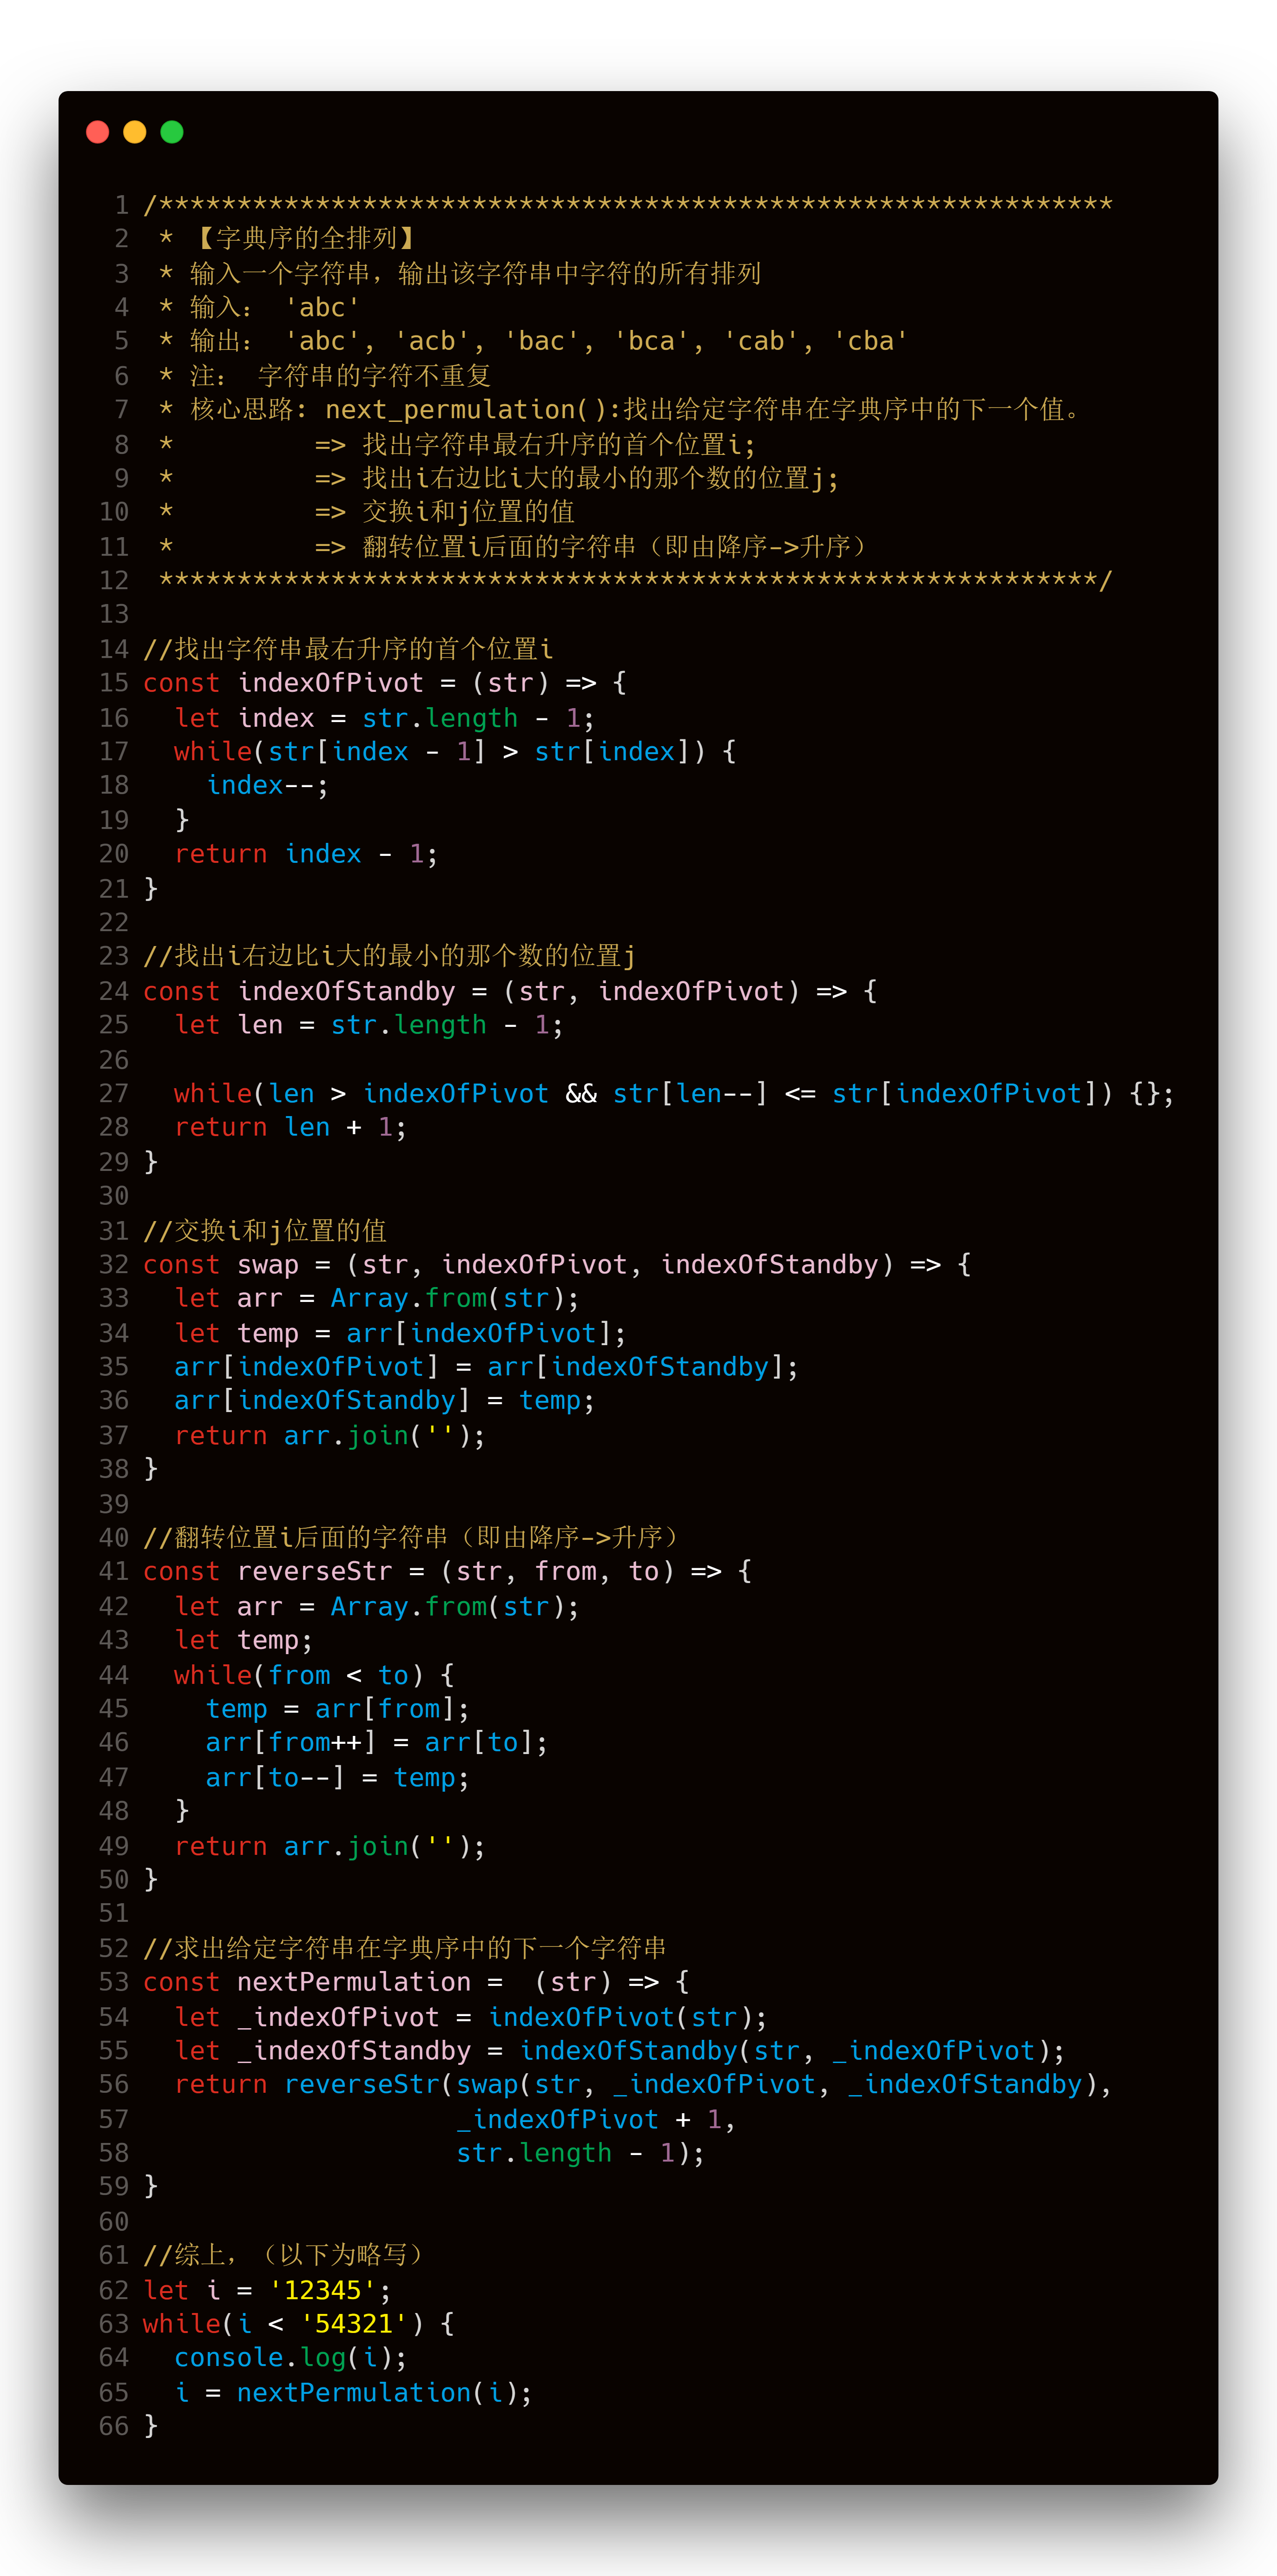 1 /*************************************************************
2  * 【字典序的全排列】
3  * 输入一个字符串，输出该字符串中字符的所有排列
4  * 输入： 'abc'
5  * 输出： 'abc', 'acb', 'bac', 'bca', 'cab', 'cba'
6  * 注： 字符串的字符不重复
7  * 核心思路: next_permulation():找出给定字符串在字典序中的下一个值。
8  *         => 找出字符串最右升序的首个位置i;
9  *         => 找出i右边比i大的最小的那个数的位置j;
10  *         => 交换i和j位置的值
11  *         => 翻转位置i后面的字符串（即由降序->升序）
12  ************************************************************/
13
14 //找出字符串最右升序的首个位置i
15 const indexOfPivot = (str) => {
16   let index = str.length - 1;
17   while(str[index - 1] > str[index]) {
18     index--;
19   }
20   return index - 1;
21 }
22
23 //找出i右边比i大的最小的那个数的位置j
24 const indexOfStandby = (str, indexOfPivot) => {
25   let len = str.length - 1;
26
27   while(len > indexOfPivot && str[len--] <= str[indexOfPivot]) {};
28   return len + 1;
29 }
30
31 //交换i和j位置的值
32 const swap = (str, indexOfPivot, indexOfStandby) => {
33   let arr = Array.from(str);
34   let temp = arr[indexOfPivot];
35   arr[indexOfPivot] = arr[indexOfStandby];
36   arr[indexOfStandby] = temp;
37   return arr.join('');
38 }
39
40 //翻转位置i后面的字符串（即由降序->升序）
41 const reverseStr = (str, from, to) => {
42   let arr = Array.from(str);
43   let temp;
44   while(from < to) {
45     temp = arr[from];
46     arr[from++] = arr[to];
47     arr[to--] = temp;
48   }
49   return arr.join('');
50 }
51
52 //求出给定字符串在字典序中的下一个字符串
53 const nextPermulation =  (str) => {
54   let _indexOfPivot = indexOfPivot(str);
55   let _indexOfStandby = indexOfStandby(str, _indexOfPivot);
56   return reverseStr(swap(str, _indexOfPivot, _indexOfStandby),
57                     _indexOfPivot + 1,
58                     str.length - 1);
59 }
60
61 //综上，（以下为略写）
62 let i = '12345';
63 while(i < '54321') {
64   console.log(i);
65   i = nextPermulation(i);
66 }